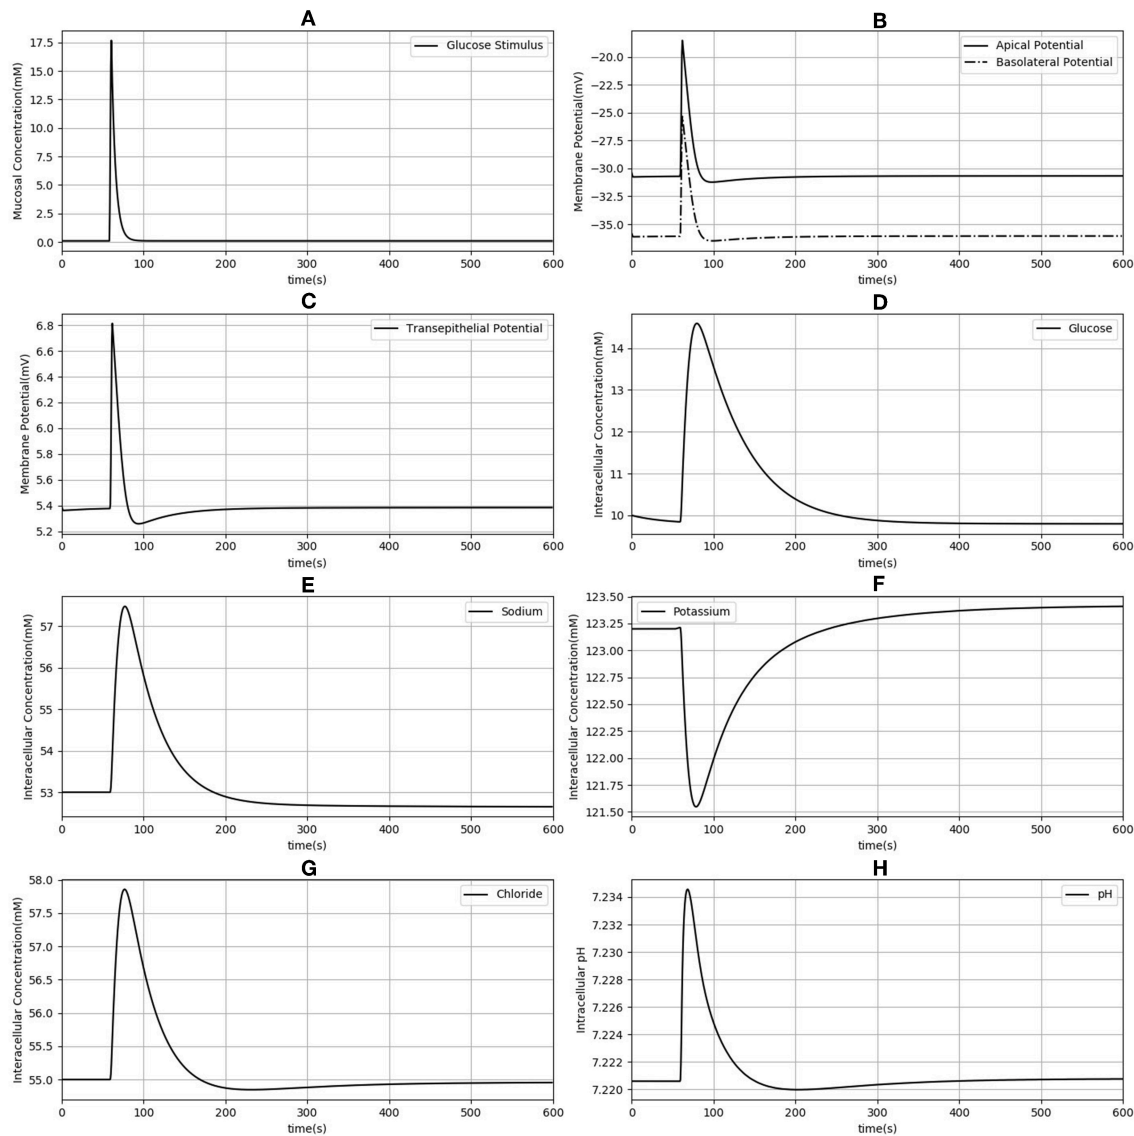 A
Mucosal Concentration(mM)
17.5
15.0
12.5
10.0
7.5
5.0
2.5
0.0
Glucose Stimulus
0 100 200 300 400 500 600
time(s)
B
Membrane Potential(mV)
−20.0
−22.5
−25.0
−27.5
−30.0
−32.5
−35.0
Apical Potential
Basolateral Potential
0 100 200 300 400 500 600
time(s)
C
Membrane Potential(mV)
6.8
6.6
6.4
6.2
6.0
5.8
5.6
5.4
5.2
Transepithelial Potential
0 100 200 300 400 500 600
time(s)
D
Interacellular Concentration(mM)
14
13
12
11
10
Glucose
0 100 200 300 400 500 600
time(s)
E
Interacellular Concentration(mM)
57
56
55
54
53
Sodium
0 100 200 300 400 500 600
time(s)
F
Interacellular Concentration(mM)
123.50
123.25
123.00
122.75
122.50
122.25
122.00
121.75
121.50
Potassium
0 100 200 300 400 500 600
time(s)
G
Interacellular Concentration(mM)
58.0
57.5
57.0
56.5
56.0
55.5
55.0
Chloride
0 100 200 300 400 500 600
time(s)
H
Intracellular pH
7.234
7.232
7.230
7.228
7.226
7.224
7.222
7.220
pH
0 100 200 300 400 500 600
time(s)